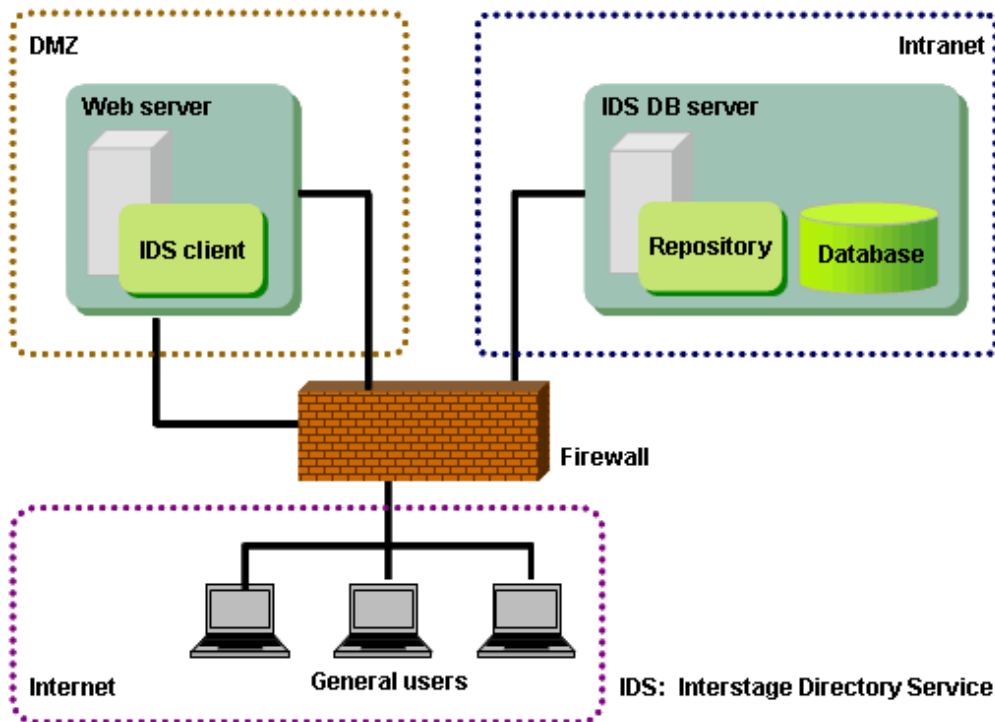 DMZ
Intranet
Web server
IDS DB server
IDS client
Repository
Database
Firewall
General users
Internet
IDS: Interstage Directory Service